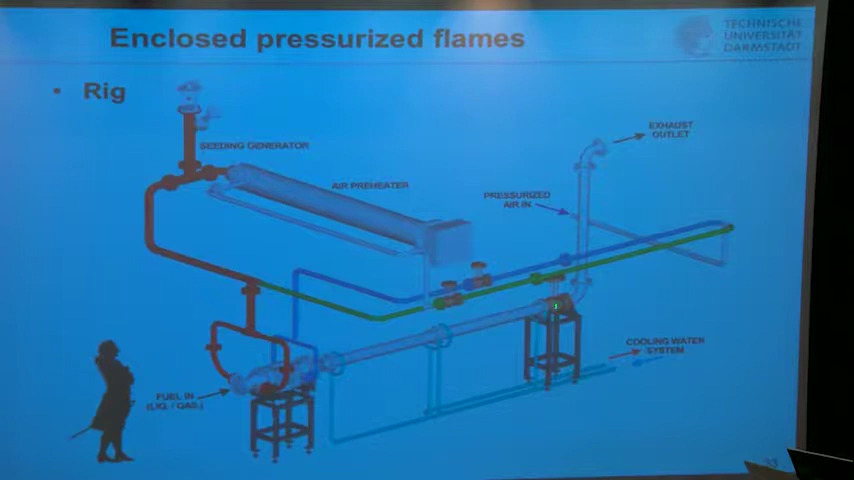 Enclosed pressurized flames
TECHNISCHE
UNIVERSITÄT
DARMSTADT
• Rig
SEEDING GENERATOR
AIR PREHEATER
EXHAUST
OUTLET
PRESSURIZED
AIR IN
COOLING WATER
SYSTEM
FUEL IN
(LIQ. / GAS.)
33